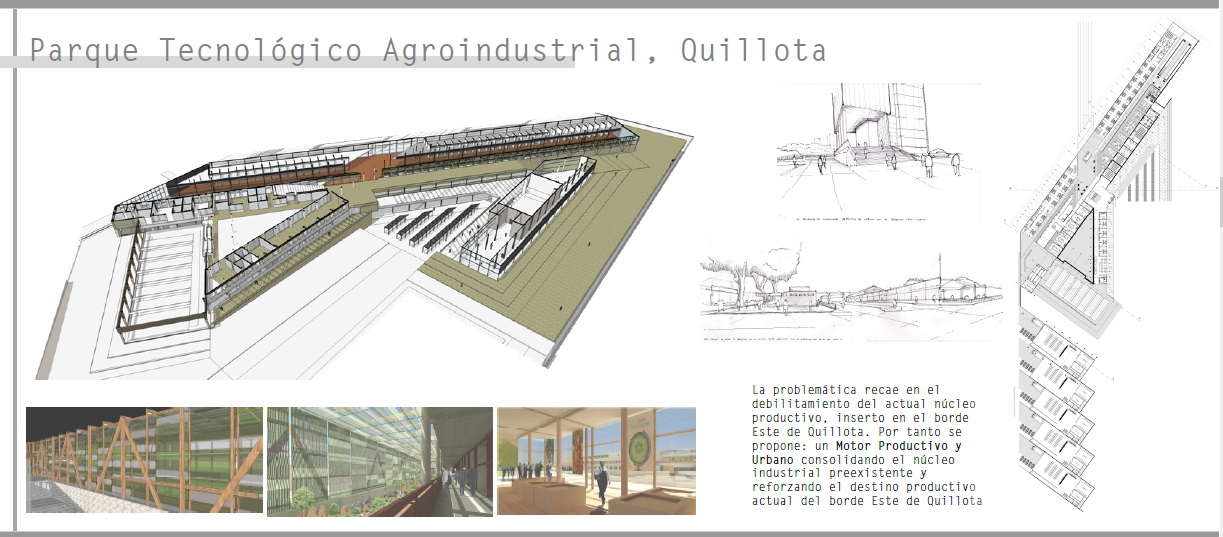 Parque Tecnológico Agroindustrial, Quillota
La problemática recae en el
debilitamiento del actual núcleo
productivo, inserto en el borde
Este de Quillota. Por tanto se
propone: un Motor Productivo y
Urbano consolidando el núcleo
industrial preexistente y
reforzando el destino productivo
actual del borde Este de Quillota